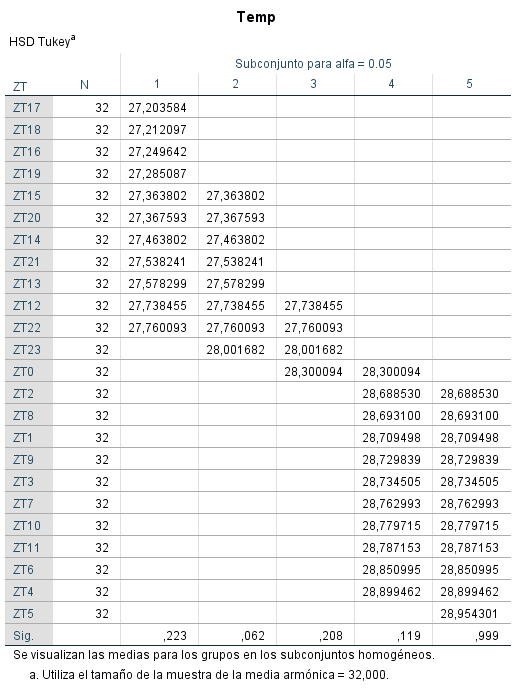 Temp
HSD Tukeyª
Subconjunto para alfa = 0.05
ZT N 1 2 3 4 5
ZT17 32 27,203584
ZT18 32 27,212097
ZT16 32 27,249642
ZT19 32 27,285087
ZT15 32 27,363802 27,363802
ZT20 32 27,367593 27,367593
ZT14 32 27,463802 27,463802
ZT21 32 27,538241 27,538241
ZT13 32 27,578299 27,578299
ZT12 32 27,738455 27,738455 27,738455
ZT22 32 27,760093 27,760093 27,760093
ZT23 32 28,001682 28,001682
ZT0 32 28,300094 28,300094
ZT2 32 28,688530 28,688530
ZT8 32 28,693100 28,693100
ZT1 32 28,709498 28,709498
ZT9 32 28,729839 28,729839
ZT3 32 28,734505 28,734505
ZT7 32 28,762993 28,762993
ZT10 32 28,779715 28,779715
ZT11 32 28,787153 28,787153
ZT6 32 28,850995 28,850995
ZT4 32 28,899462 28,899462
ZT5 32 28,954301
Sig. ,223 ,062 ,208 ,119 ,999
Se visualizan las medias para los grupos en los subconjuntos homogéneos.
a. Utiliza el tamaño de la muestra de la media armónica = 32,000.